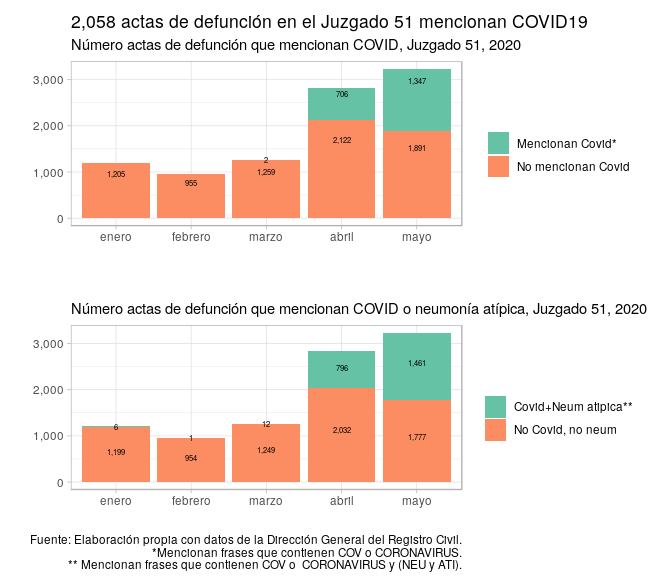 2,058 actas de defunción en el Juzgado 51 mencionan COVID19
Número actas de defunción que mencionan COVID, Juzgado 51, 2020
3,000
2,000
1,000
0
1,205
955
2
1,259
706
2,122
1,347
1,891
enero febrero marzo abril mayo
Mencionan Covid*
No mencionan Covid
Número actas de defunción que mencionan COVID o neumonía atípica, Juzgado 51, 2020
3,000
2,000
1,000
0
6
1,199
1
954
12
1,249
796
2,032
1,461
1,777
enero febrero marzo abril mayo
Covid+Neum atipica**
No Covid, no neum
Fuente: Elaboración propia con datos de la Dirección General del Registro Civil.
*Mencionan frases que contienen COV o CORONAVIRUS.
** Mencionan frases que contienen COV o  CORONAVIRUS y (NEU y ATI).